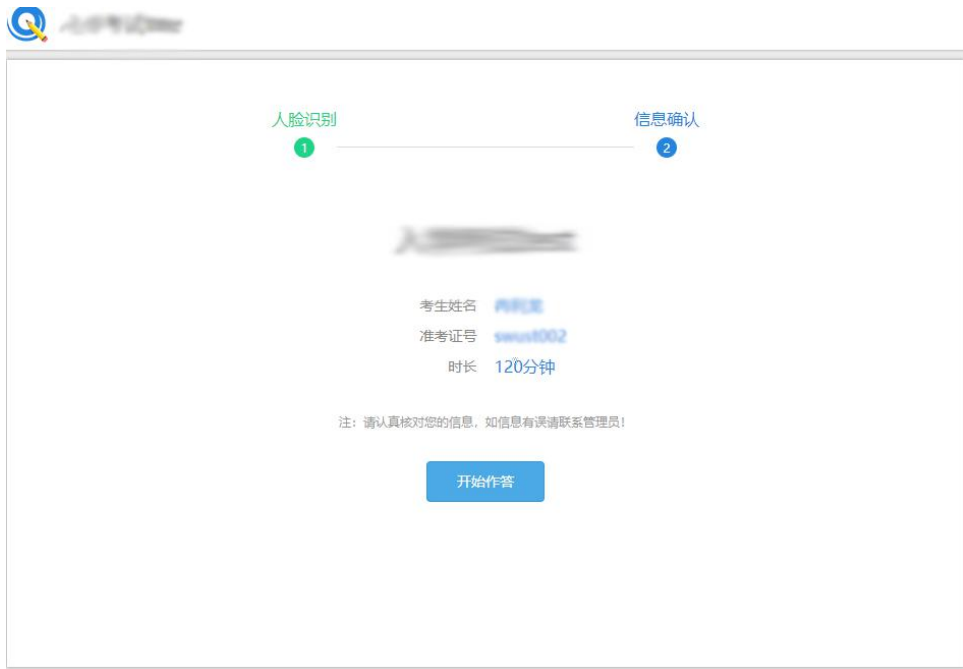 人脸识别 信息确认
1 2
考生姓名
准考证号
时长 120分钟
注：请认真核对您的信息，如信息有误请联系管理员！
开始作答